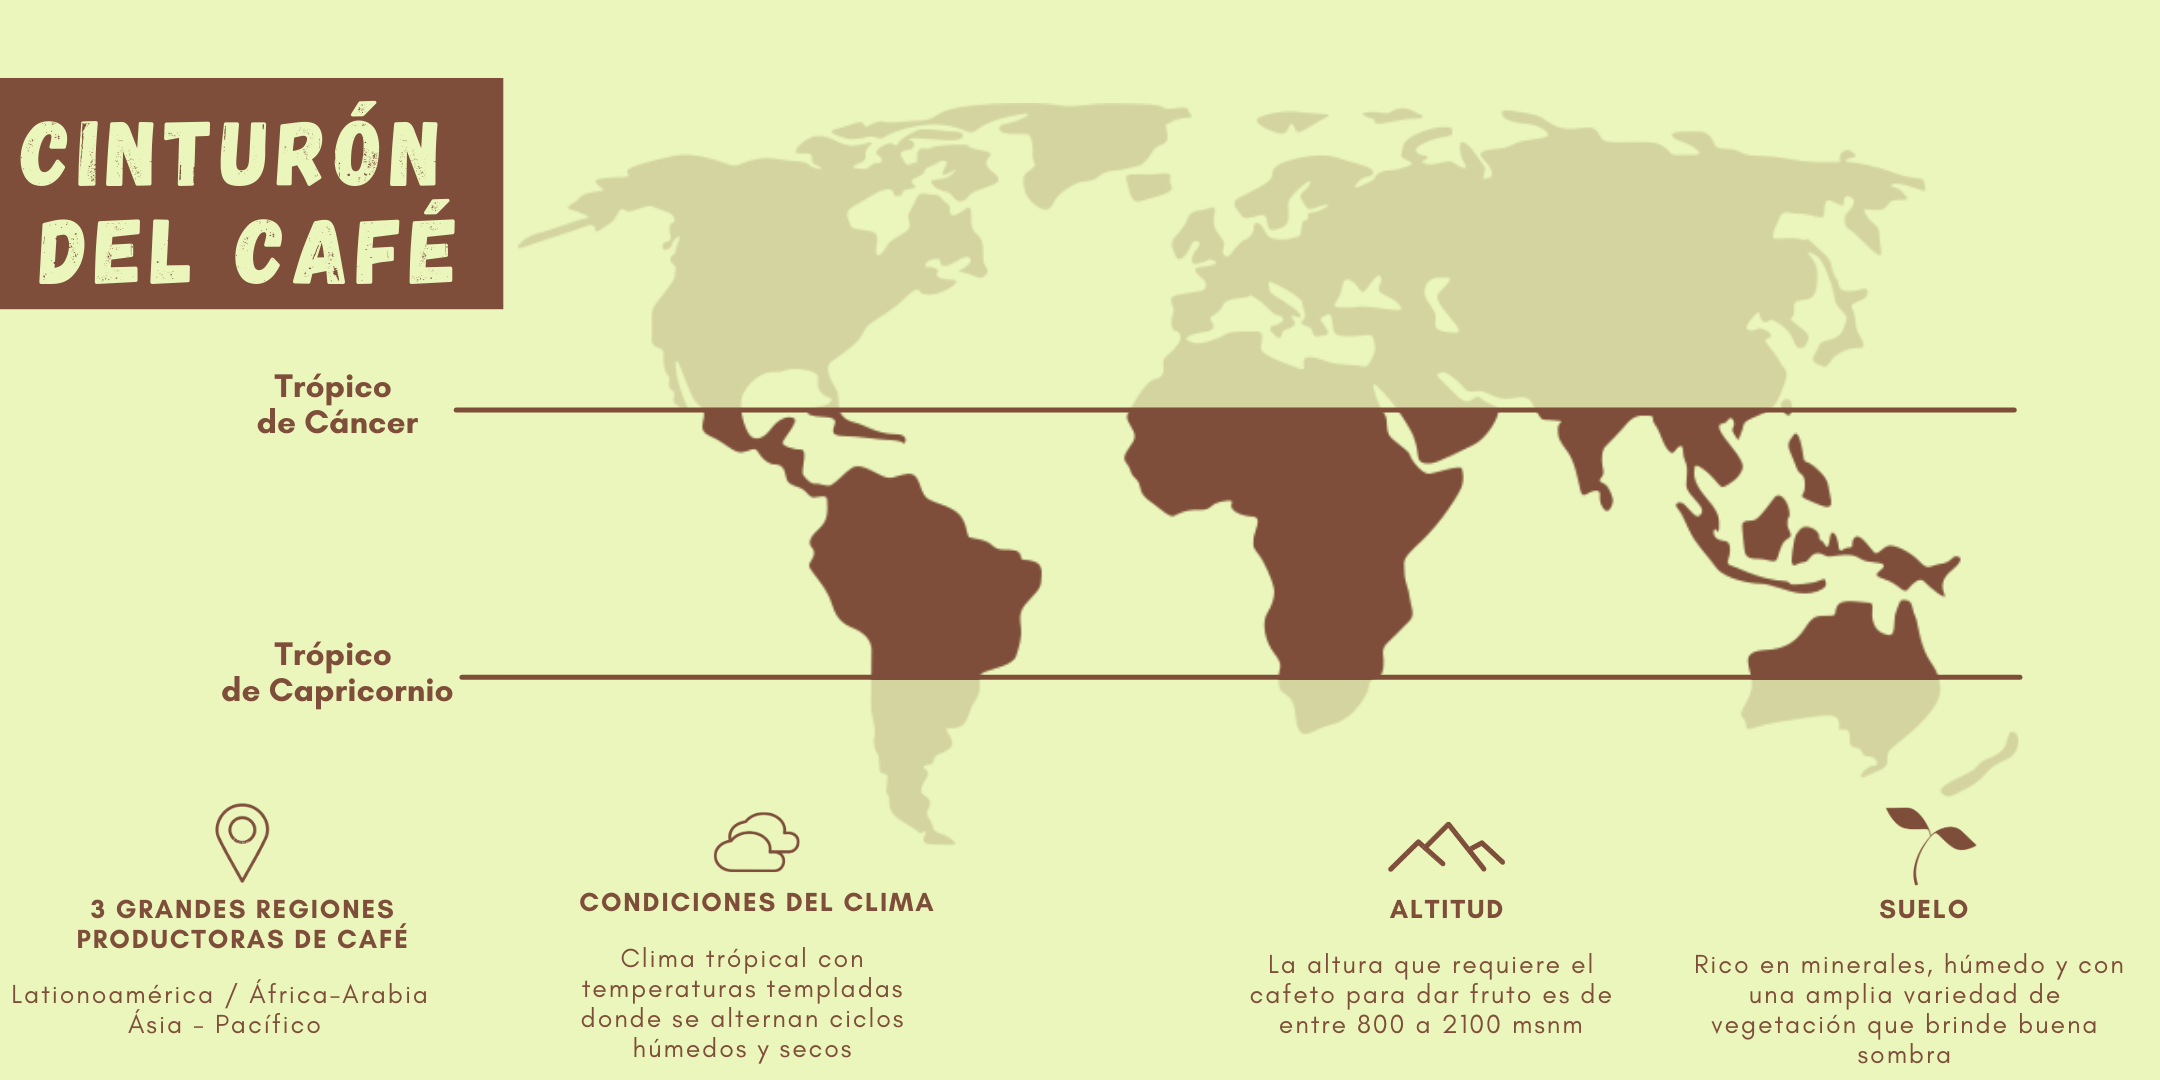 CINTURÓN
DEL CAFÉ
Trópico
de Cáncer
Trópico
de Capricornio
3 GRANDES REGIONES
PRODUCTORAS DE CAFÉ
Lationoamérica / África-Arabia
Ásia - Pacífico
CONDICIONES DEL CLIMA
Clima trópical con
temperaturas templadas
donde se alternan ciclos
húmedos y secos
ALTITUD
La altura que requiere el
cafeto para dar fruto es de
entre 800 a 2100 msnm
SUELO
Rico en minerales, húmedo y con
una amplia variedad de
vegetación que brinde buena
sombra